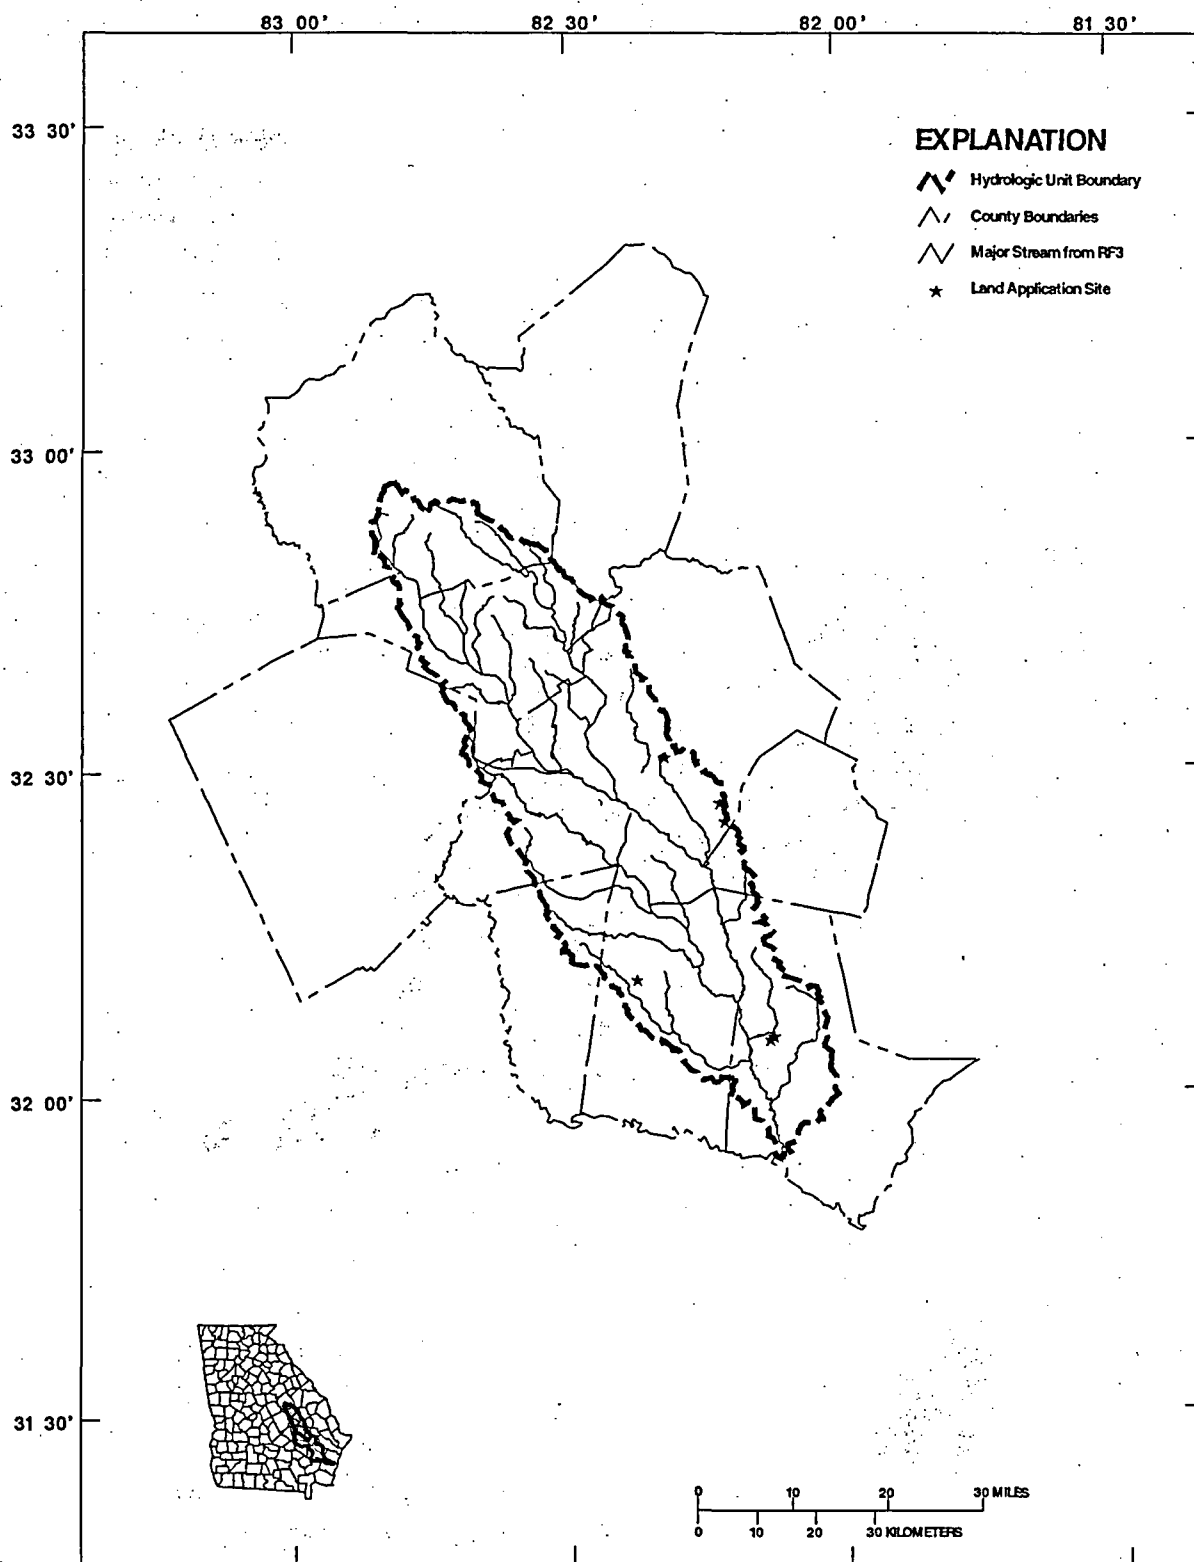 83 00' 82 30' 82 00' 81 30'
33 30'
EXPLANATION
Hydrologic Unit Boundary
County Boundaries
Major Stream from RF3
Land Application Site
33 00'
32 30'
32 00'
31 30'
0 10 20 30 MILES
0 10 20 30 KILOMETERS